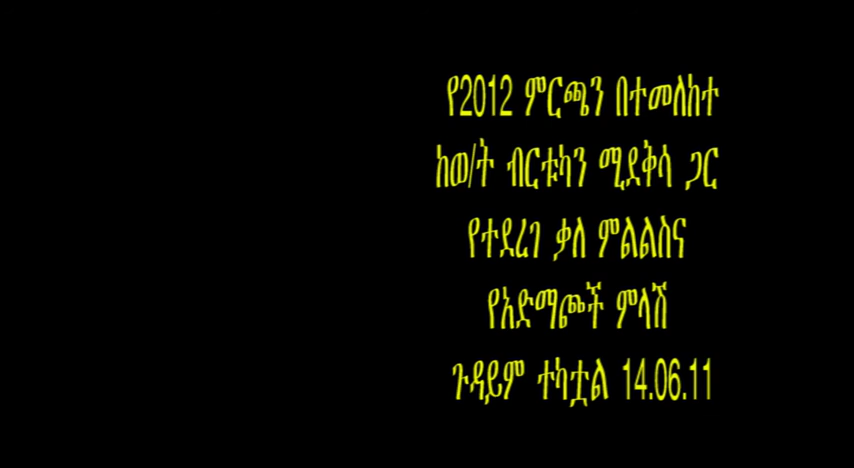 የ2012 ምርጫን በተመለከተ
ከወ/ት ብርቱካን ሚደቅሳ ጋር
የተደረገ ቃለ ምልልስና
የአድማጮች ምላሽ
ጉዳይም ተካቷል 14.06.11